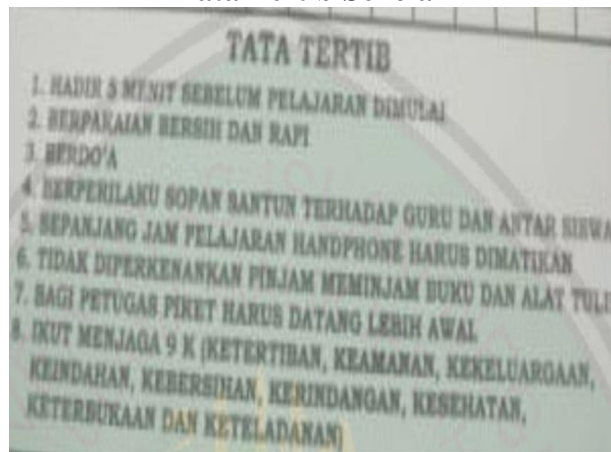 TATA TERTIB
1. HADIR 5 MENIT SEBELUM PELAJARAN DIMULAI
2. BERPAKAIAN BERSIH DAN RAPI
3. BERDO'A
4. BERPERILAKU SOPAN SANTUN TERHADAP GURU DAN ANTAR SISWA
5. SEPANJANG JAM PELAJARAN HANDPHONE HARUS DIMATIKAN
6. TIDAK DIPERKENANKAN PINJAM MEMINJAM BUKU DAN ALAT TULI
7. BAGI PETUGAS PIKET HARUS DATANG LEBIH AWAL
8. IKUT MENJAGA 9 K (KETERTIBAN, KEAMANAN, KEKELUARGAAN,
KEINDAHAN, KEBERSIHAN, KERINDANGAN, KESEHATAN,
KETERBUKAAN DAN KETELADANAN)